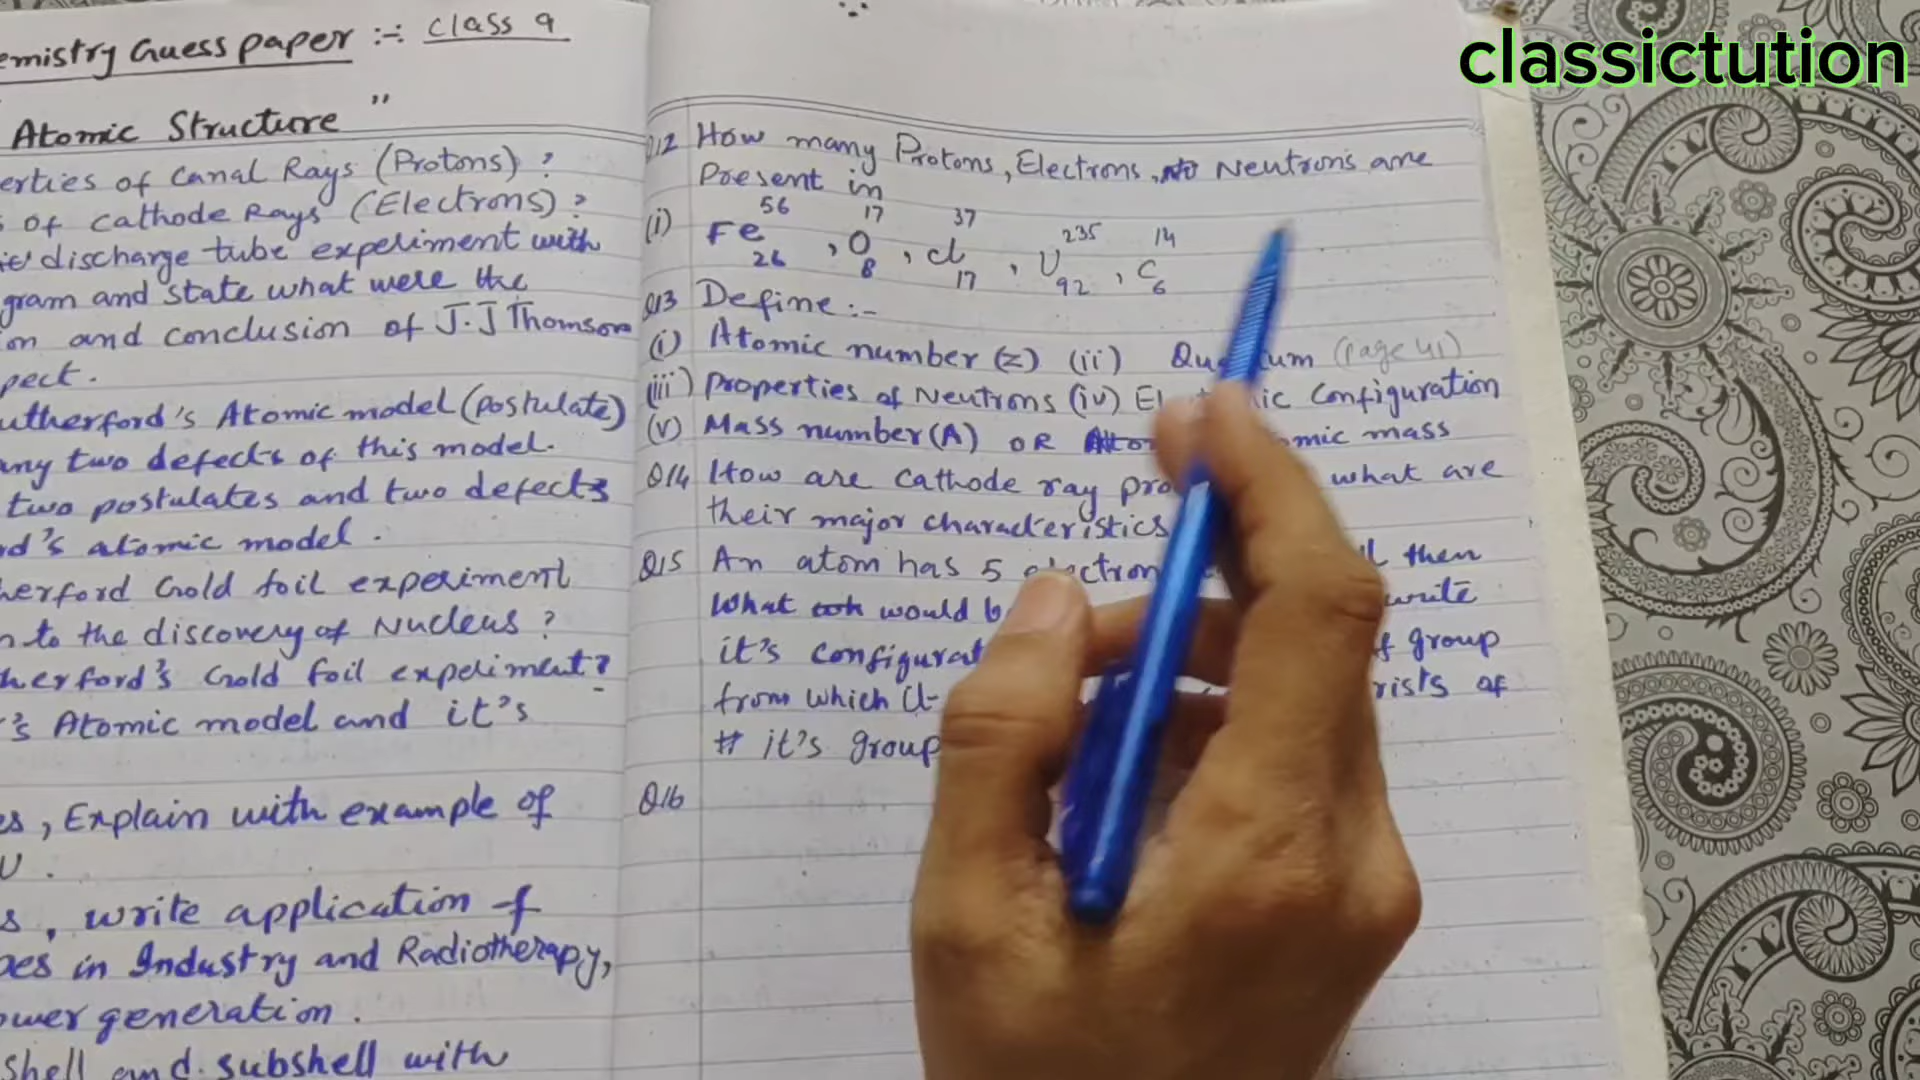 classictution
emistry Guess paper :-: class 9
Atomic Structure "
erties of Canal Rays (Protons) ?
s of Cathode Rays (Electrons) ?
discharge tube experiment with
gram and state what were the
on and conclusion of J.J Thomson
pect.
utherford's Atomic model (postulate)
any two defects of this model.
two postulates and two defects
rd's atomic model.
herford Gold foil experiment
n to the discovery of Nucleus ?
herford's Gold foil experiment?
's Atomic model and it's
es, Explain with example of
U.
s, write application of
pes in Industry and Radiotherapy,
ower generation.
shell and subshell with
Q12 How many Protons, Electrons, Neutrons are
Present in
56 17 37 235 14
(i) Fe , O , Cl , U , C
26 8 17 92 6
Q13 Define :-
(i) Atomic number (z) (ii) Qu um (page 41)
(iii) Properties of Neutrons (iv) El ic Configuration
(v) Mass number (A) OR omic mass
Q14 How are Cathode ray pro what are
their major characteristics
Q15 An atom has 5 electron then
What would b write
it's configurat f group
from which rists of
it's group
Q16